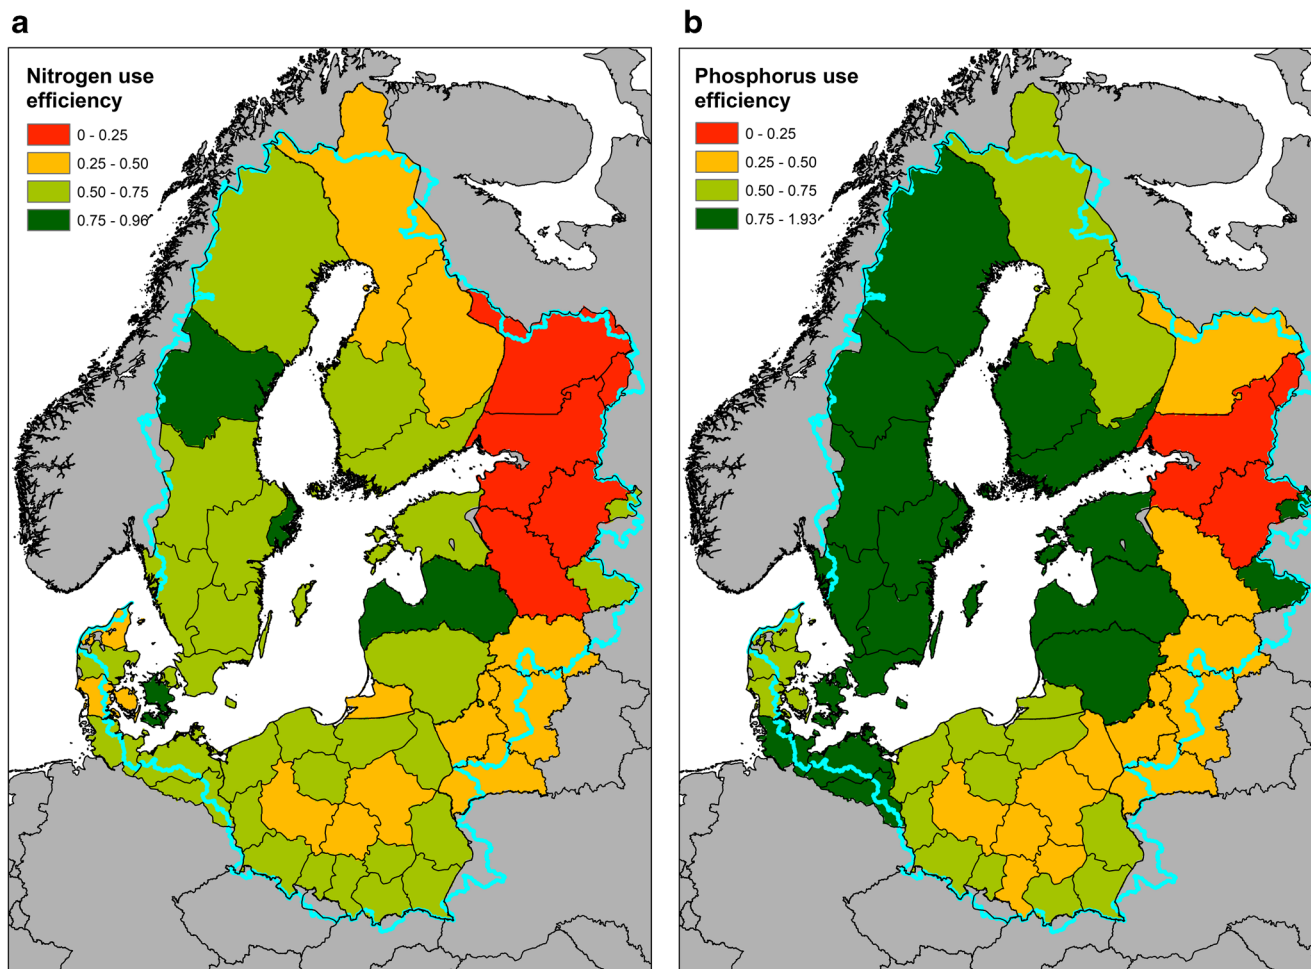 a
Nitrogen use
efficiency
0 - 0.25
0.25 - 0.50
0.50 - 0.75
0.75 - 0.96
b
Phosphorus use
efficiency
0 - 0.25
0.25 - 0.50
0.50 - 0.75
0.75 - 1.93